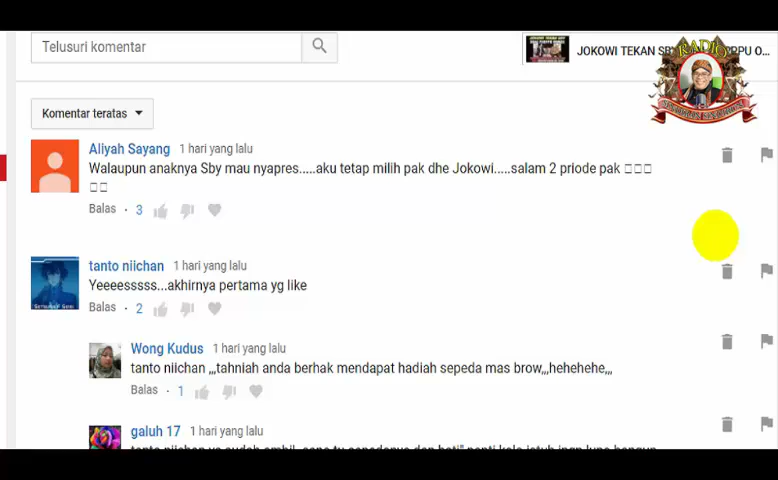 Telusuri komentar
JOKOWI TEKAN
RADIO
Komentar teratas
Aliyah Sayang 1 hari yang lalu
Walaupun anaknya Sby mau nyapres.....aku tetap milih pak dhe Jokowi.....salam 2 priode pak
Balas · 3
tanto niichan 1 hari yang lalu
Yeeeesssss...akhirnya pertama yg like
Balas · 2
Wong Kudus 1 hari yang lalu
tanto niichan ,,,tahniah anda berhak mendapat hadiah sepeda mas brow,,,hehehehe,,,
Balas · 1
galuh 17 1 hari yang lalu
tanto niichan